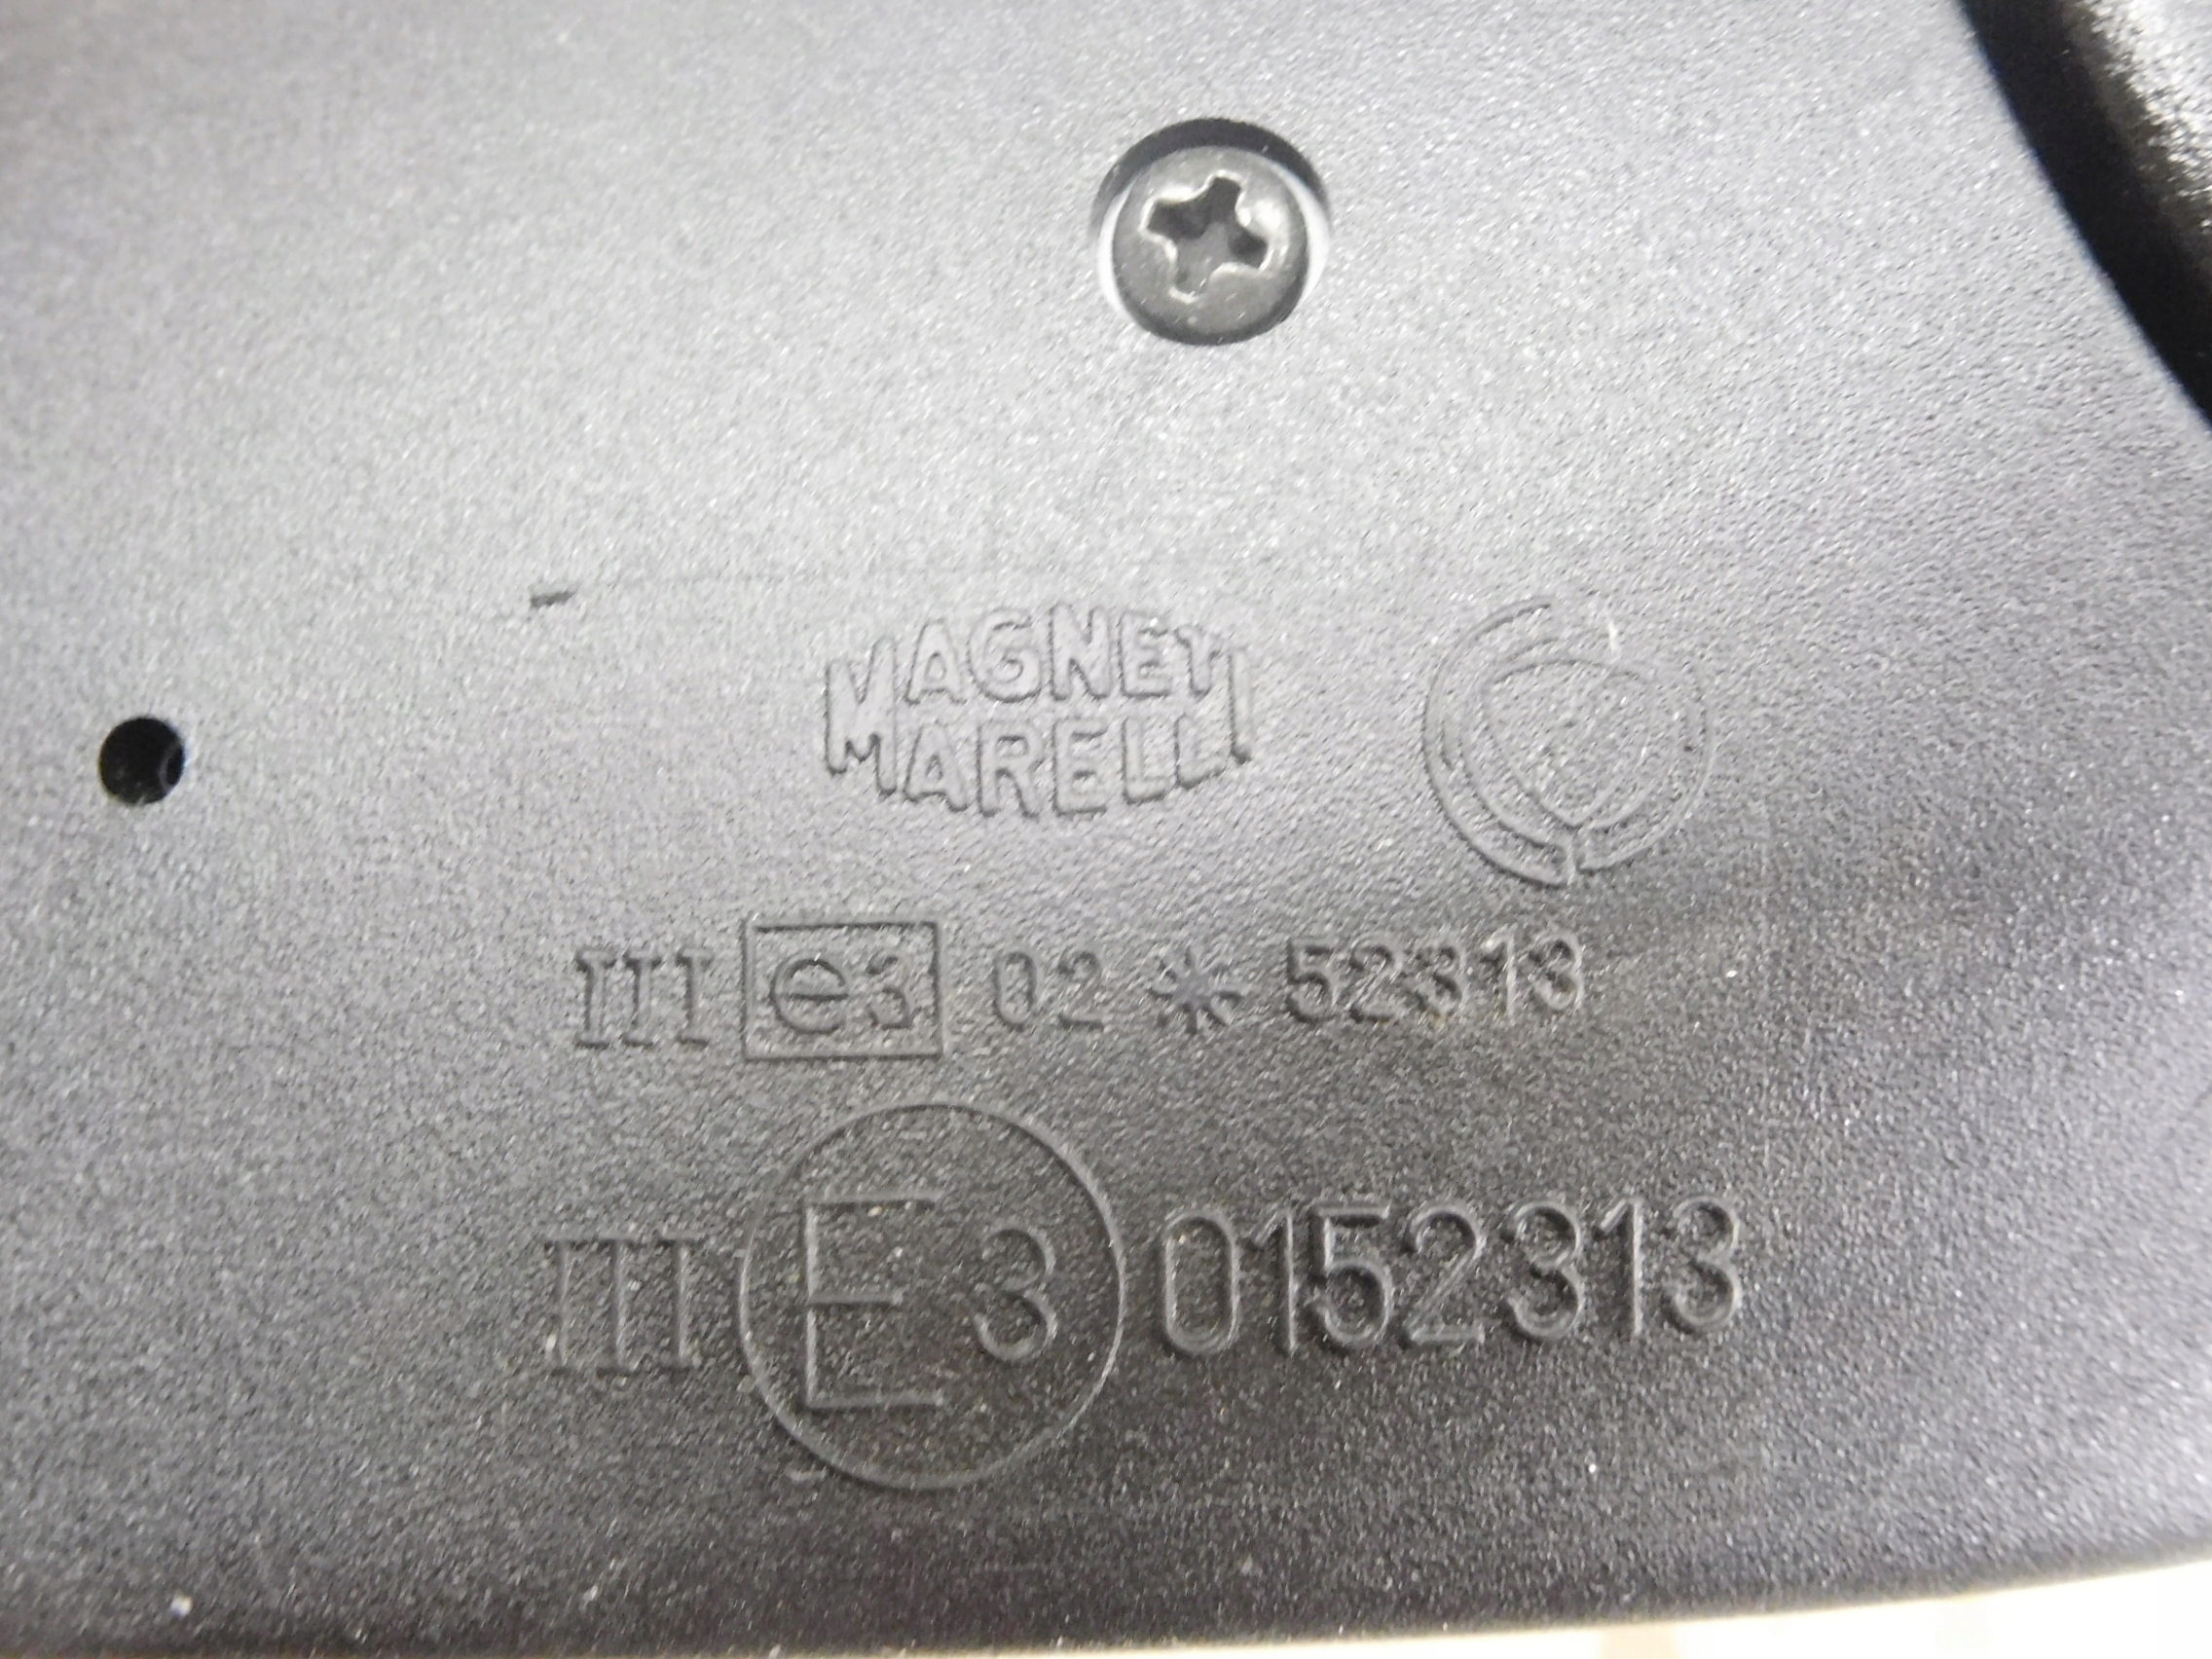 MAGNETI
MARELLI
III e3 02 * 52313
III E3 0152313